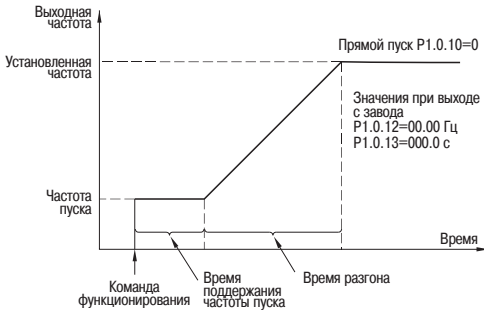 Выходная
частота
Прямой пуск P1.0.10=0
Установленная
частота
Значения при выходе
с завода
P1.0.12=00.00 Гц
P1.0.13=000.0 с
Частота
пуска
Время
Команда
функционирования
Время
поддержания
частоты пуска
Время разгона